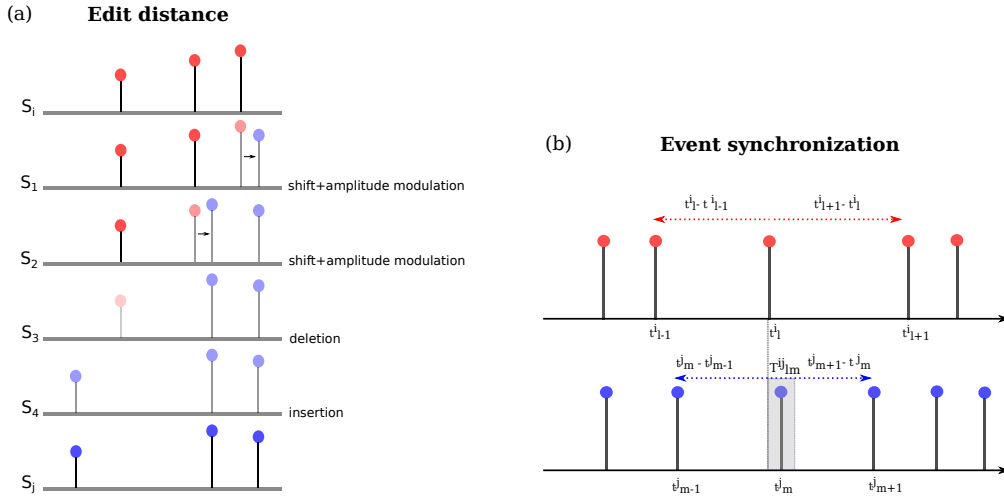 (a) Edit distance
S_i
S_1 shift+amplitude modulation
S_2 shift+amplitude modulation
S_3 deletion
S_4 insertion
S_j
(b) Event synchronization
t^i_l - t^i_{l-1} t^i_{l+1} - t^i_l
t^i_{l-1} t^i_l t^i_{l+1}
t^j_m - t^j_{m-1} T^{ij}_{lm} t^j_{m+1} - t^j_m
t^j_{m-1} t^j_m t^j_{m+1}